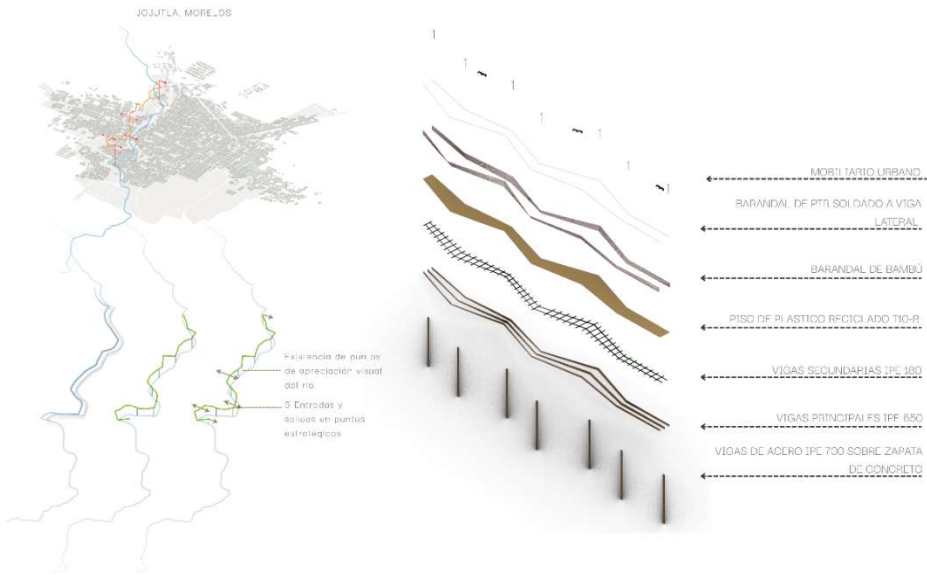 JOJUTLA, MORELOS
Existencia de puntos
de apreciación visual
del río
5 Entradas y
salidas en puntos
estratégicos
MOBILIARIO URBANO
BARANDAL DE PTR SOLDADO A VIGA
LATERAL
BARANDAL DE BAMBÚ
PISO DE PLASTICO RECICLADO T10-R
VIGAS SECUNDARIAS IPE 180
VIGAS PRINCIPALES IPE 650
VIGAS DE ACERO IPE 700 SOBRE ZAPATA
DE CONCRETO